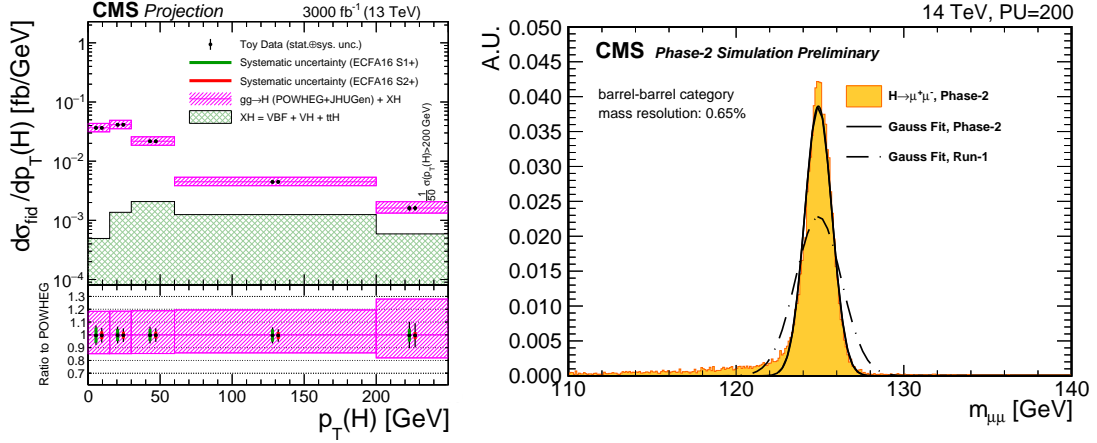 CMS Projection 3000 fb⁻¹ (13 TeV)
dσfid/dpT(H) [fb/GeV]
1
10⁻¹
10⁻²
10⁻³
10⁻⁴
Toy Data (stat.⊕sys. unc.)
Systematic uncertainty (ECFA16 S1+)
Systematic uncertainty (ECFA16 S2+)
gg→H (POWHEG+JHUGen) + XH
XH = VBF + VH + ttH
1/50 σ(pT(H)>200 GeV)
Ratio to POWHEG
1.3
1.2
1.1
1.0
0.9
0.8
0.7
0 50 100 150 200
pT(H) [GeV]
14 TeV, PU=200
A.U.
CMS Phase-2 Simulation Preliminary
barrel-barrel category
mass resolution: 0.65%
H→μ⁺μ⁻, Phase-2
Gauss Fit, Phase-2
Gauss Fit, Run-1
0.050
0.045
0.040
0.035
0.030
0.025
0.020
0.015
0.010
0.005
0.000
110 120 130 140
mμμ [GeV]